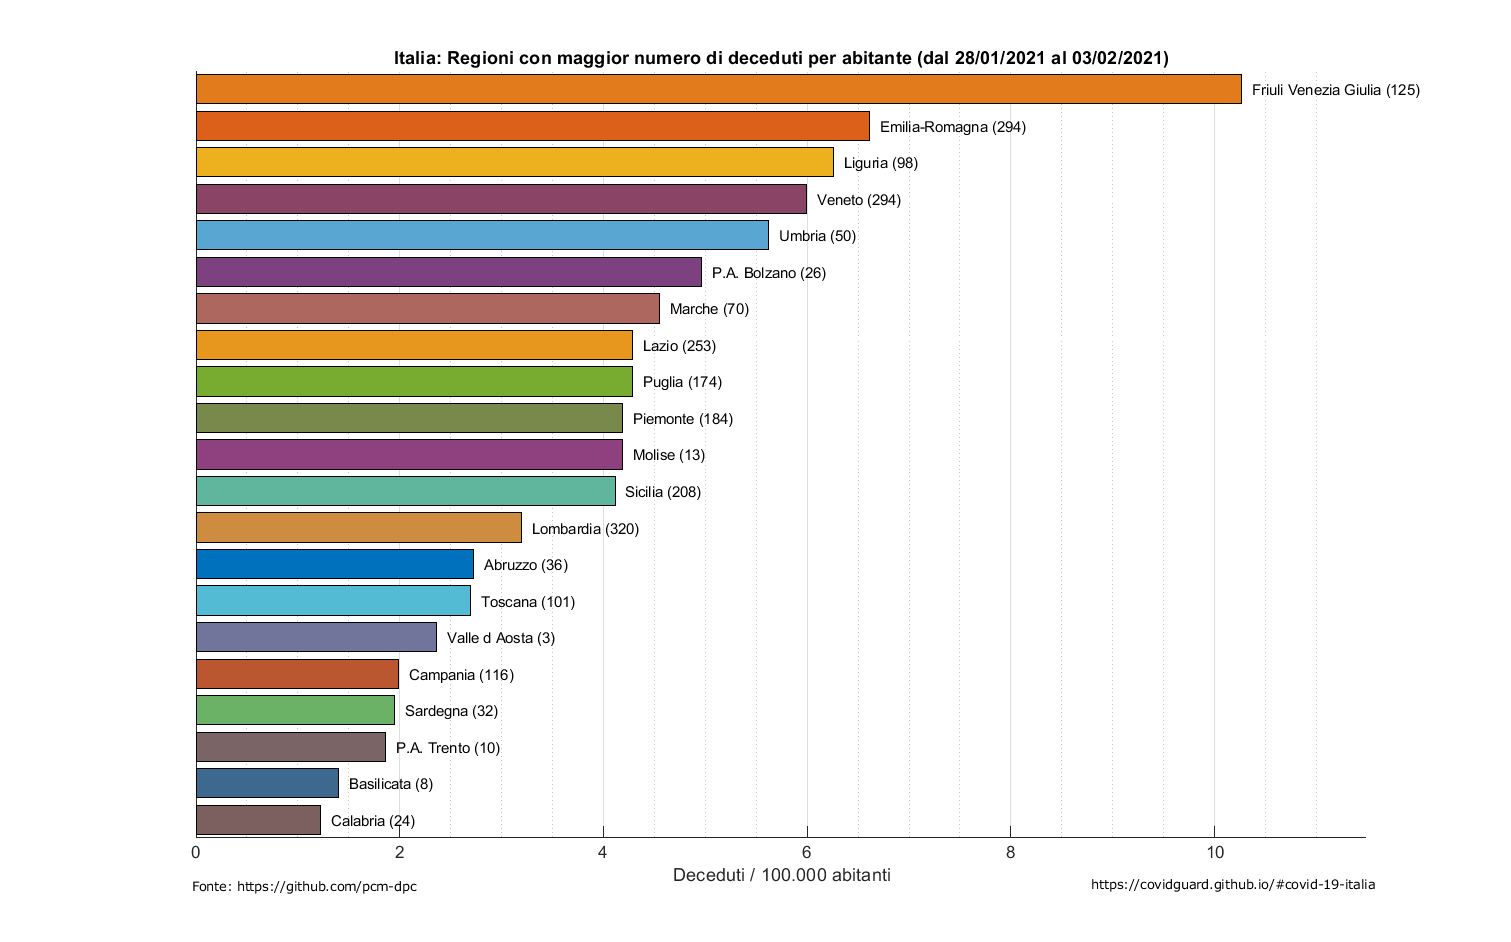 Italia: Regioni con maggior numero di deceduti per abitante (dal 28/01/2021 al 03/02/2021)
Friuli Venezia Giulia (125)
Emilia-Romagna (294)
Liguria (98)
Veneto (294)
Umbria (50)
P.A. Bolzano (26)
Marche (70)
Lazio (253)
Puglia (174)
Piemonte (184)
Molise (13)
Sicilia (208)
Lombardia (320)
Abruzzo (36)
Toscana (101)
Valle d Aosta (3)
Campania (116)
Sardegna (32)
P.A. Trento (10)
Basilicata (8)
Calabria (24)
0 2 4 6 8 10
Deceduti / 100.000 abitanti
Fonte: https://github.com/pcm-dpc
https://covidguard.github.io/#covid-19-italia